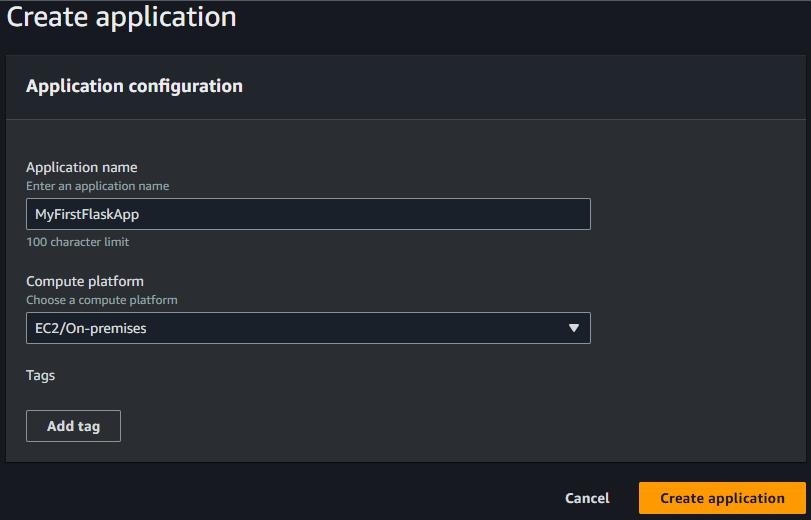 Create application
Application configuration
Application name
Enter an application name
MyFirstFlaskApp
100 character limit
Compute platform
Choose a compute platform
EC2/On-premises
Tags
Add tag
Cancel
Create application